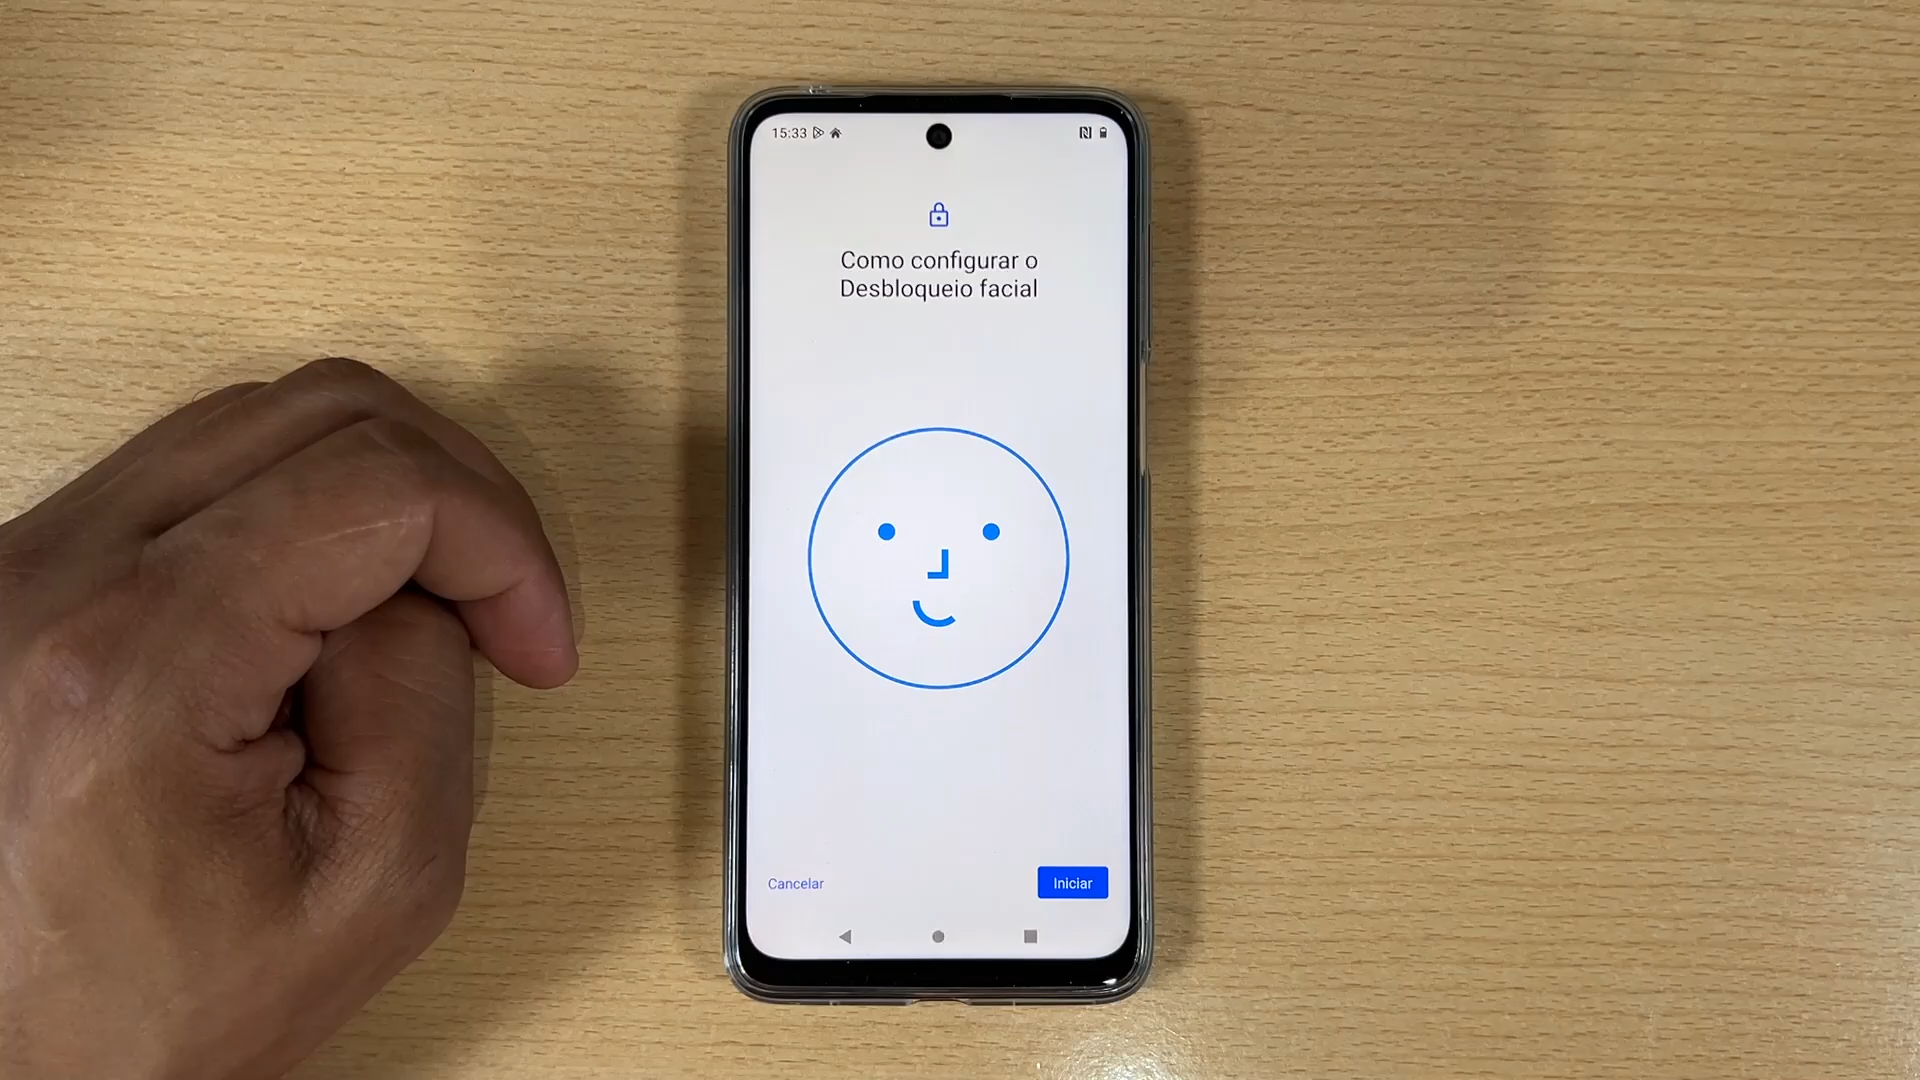 15:33
Como configurar o
Desbloqueio facial
Cancelar
Iniciar